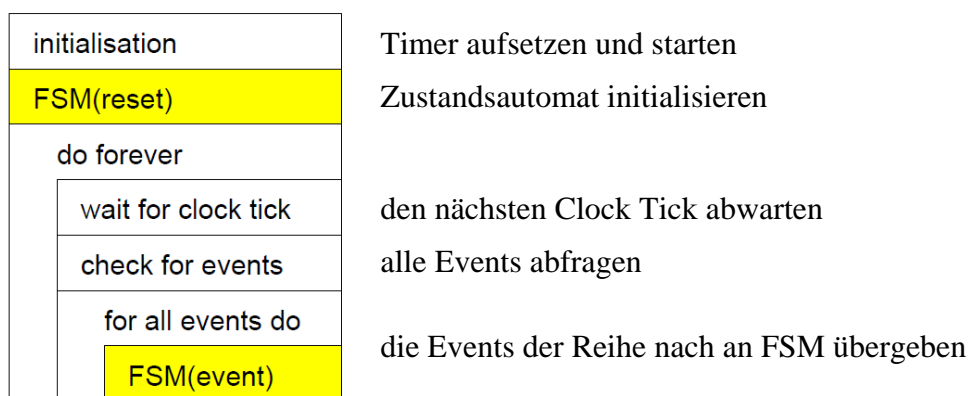 initialisation Timer aufsetzen und starten
FSM(reset) Zustandsautomat initialisieren
do forever
wait for clock tick den nächsten Clock Tick abwarten
check for events alle Events abfragen
for all events do
die Events der Reihe nach an FSM übergeben
FSM(event)